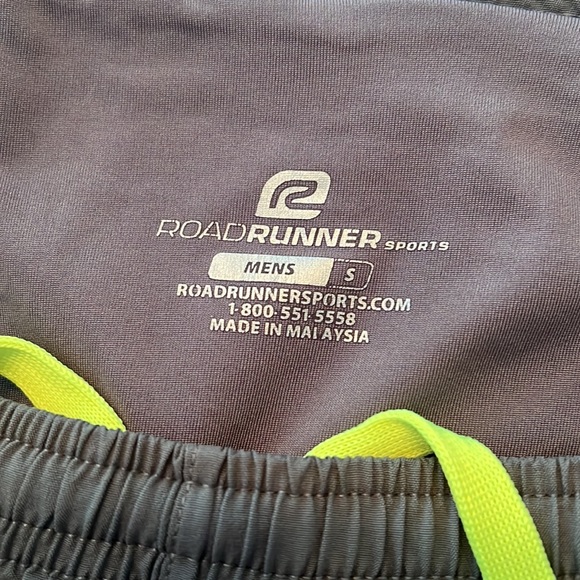 ROADRUNNER SPORTS
MENS S
ROADRUNNERSPORTS.COM
1-800-551-5558
MADE IN MALAYSIA